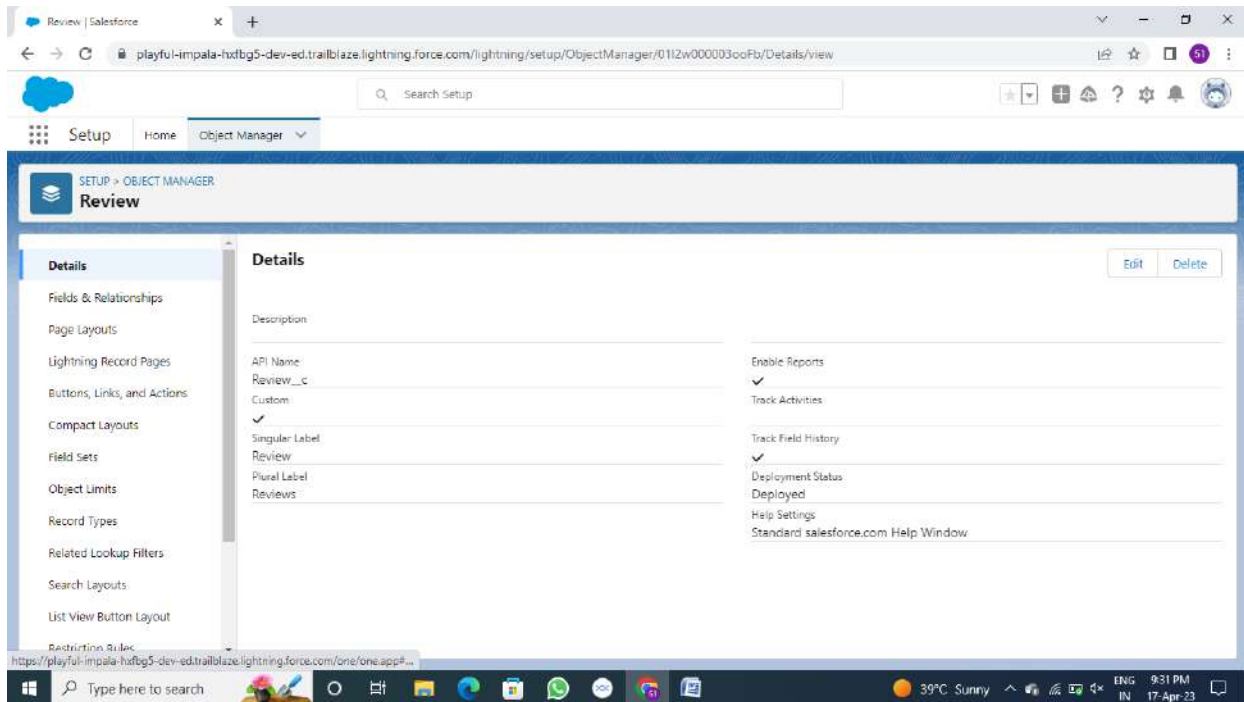 Review | Salesforce
playful-impala-hxfbg5-dev-ed.trailblaze.lightning.force.com/lightning/setup/ObjectManager/01I2w000003ooFb/Details/view
51
Search Setup
Setup
Home
Object Manager
SETUP > OBJECT MANAGER
Review
Details
Fields & Relationships
Page Layouts
Lightning Record Pages
Buttons, Links, and Actions
Compact Layouts
Field Sets
Object Limits
Record Types
Related Lookup Filters
Search Layouts
List View Button Layout
Restriction Rules
Details
Edit
Delete
Description
API Name
Review__c
Custom
Singular Label
Review
Plural Label
Reviews
Enable Reports
Track Activities
Track Field History
Deployment Status
Deployed
Help Settings
Standard salesforce.com Help Window
https://playful-impala-hxfbg5-dev-ed.trailblaze.lightning.force.com/one/one.app#...
Type here to search
39°C Sunny
ENG
IN
9:31 PM
17-Apr-23